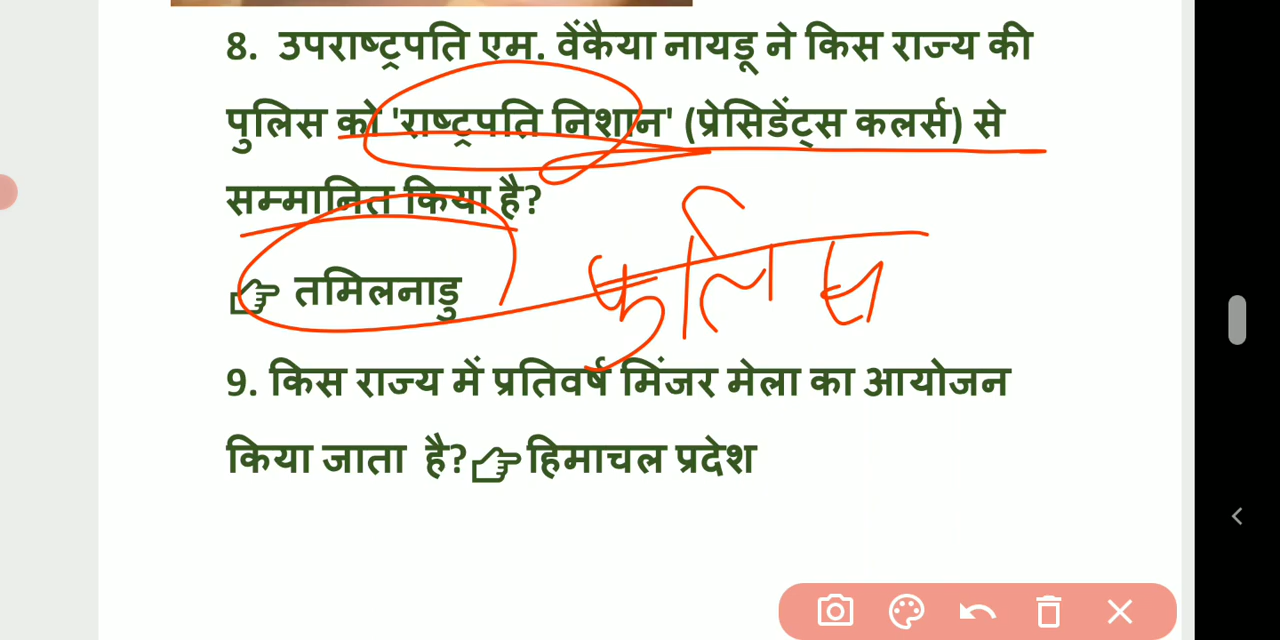 8. उपराष्ट्रपति एम. वेंकैया नायडू ने किस राज्य की
पुलिस को 'राष्ट्रपति निशान' (प्रेसिडेंट्स कलर्स) से
सम्मानित किया है?
👉 तमिलनाडु
9. किस राज्य में प्रतिवर्ष मिंजर मेला का आयोजन
किया जाता है?👉हिमाचल प्रदेश